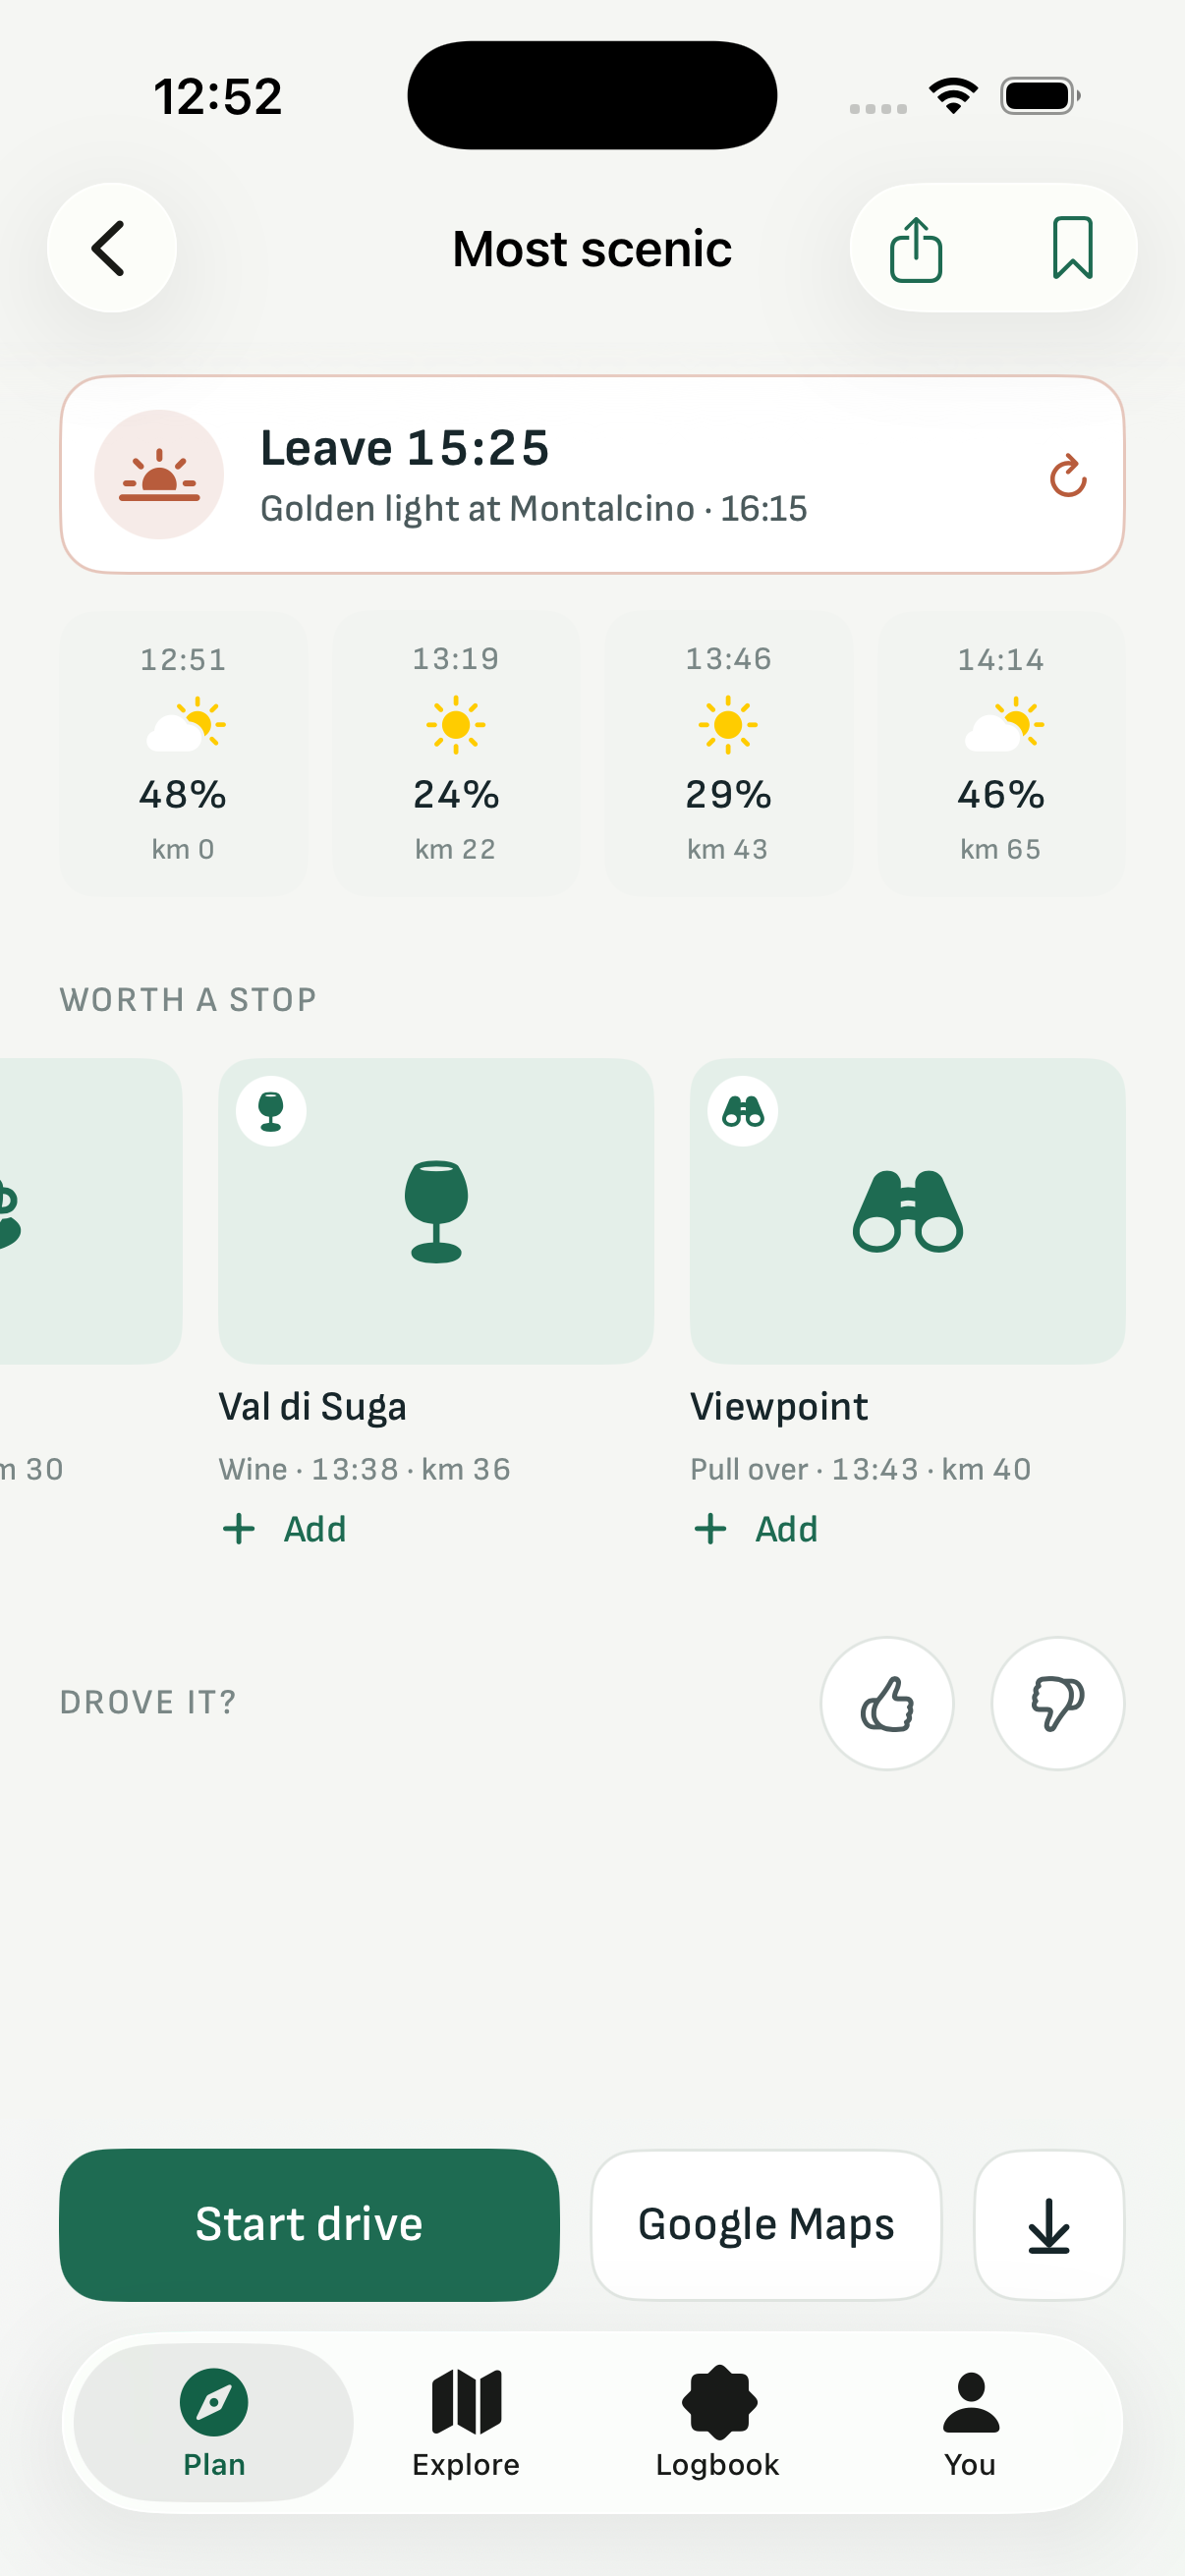 12:52
Most scenic
Leave 15:25
Golden light at Montalcino · 16:15
12:51 13:19 13:46 14:14
48% 24% 29% 46%
km 0 km 22 km 43 km 65
WORTH A STOP
Val di Suga Viewpoint
m 30 Wine · 13:38 · km 36 Pull over · 13:43 · km 40
Add Add
DROVE IT?
Start drive Google Maps
Plan Explore Logbook You